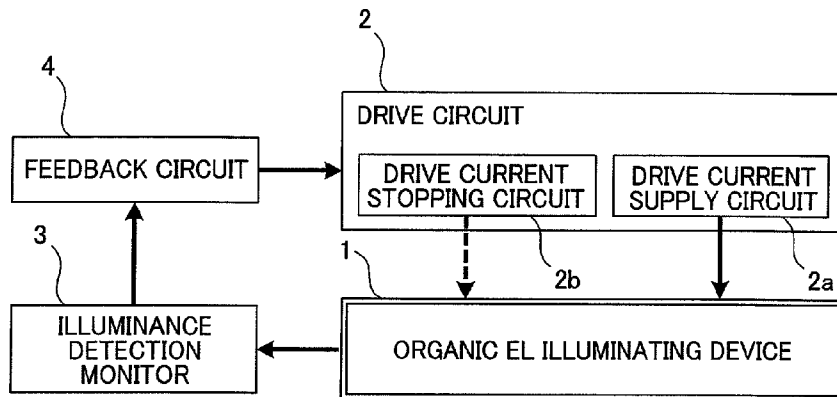 2
4
DRIVE CIRCUIT
FEEDBACK CIRCUIT
DRIVE CURRENT
STOPPING CIRCUIT
DRIVE CURRENT
SUPPLY CIRCUIT
3
1
2b
2a
ILLUMINANCE
DETECTION
MONITOR
ORGANIC EL ILLUMINATING DEVICE